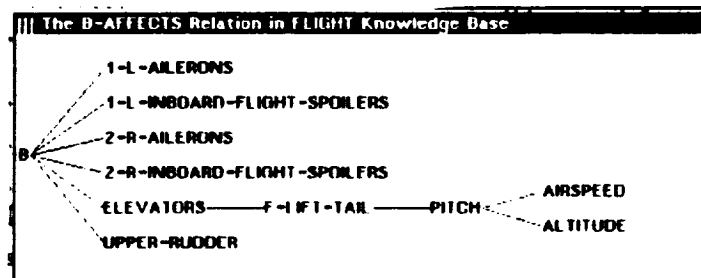 The B-AFFECTS Relation in FLIGHT Knowledge Base
1-L-AILERONS
1-L-INBOARD-FLIGHT-SPOILERS
2-R-AILERONS
B
2-R-INBOARD-FLIGHT-SPOILERS
AIRSPEED
ELEVATORS F-LIFT-TAIL PITCH
ALTITUDE
UPPER-RUDDER